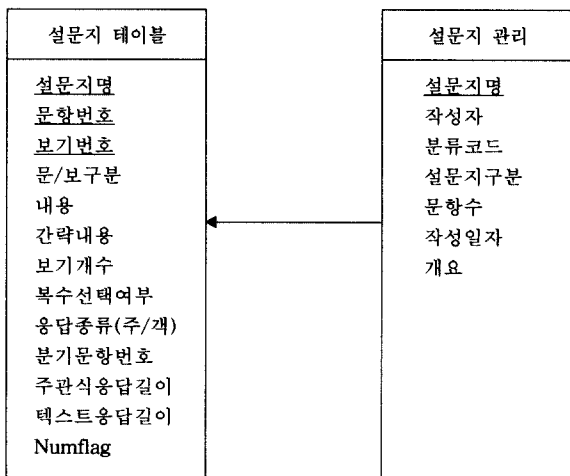 설문지 테이블
설문지명
문항번호
보기번호
문/보구분
내용
간략내용
보기개수
복수선택여부
응답종류(주/객)
분기문항번호
주관식응답길이
텍스트응답길이
Numflag
설문지 관리
설문지명
작성자
분류코드
설문지구분
문항수
작성일자
개요